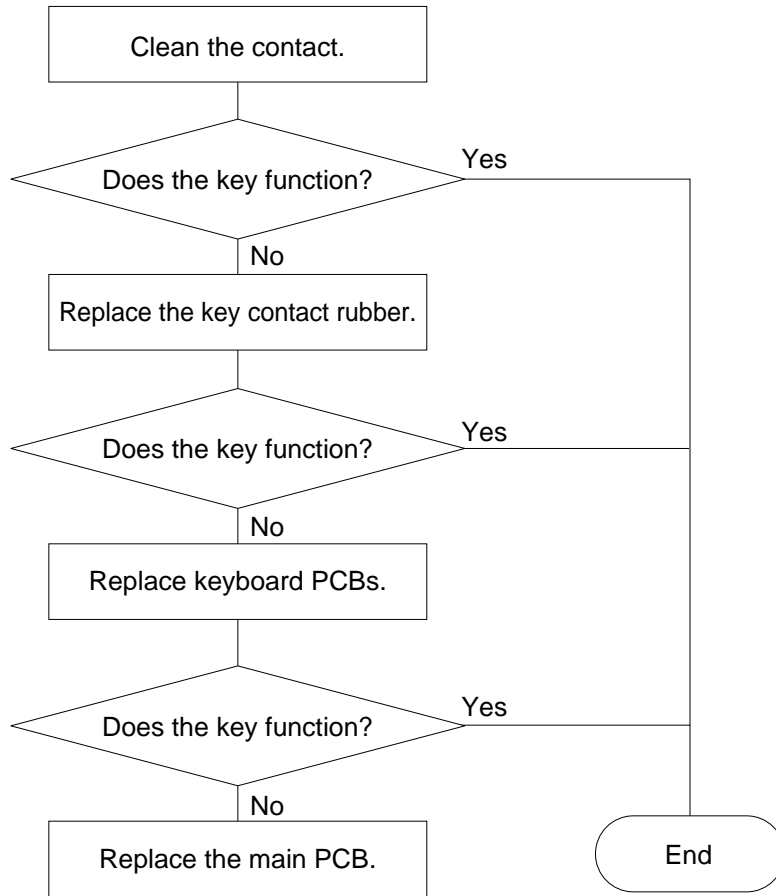 Clean the contact.
Does the key function?
Yes
No
Replace the key contact rubber.
Does the key function?
Yes
No
Replace keyboard PCBs.
Does the key function?
Yes
No
Replace the main PCB.
End